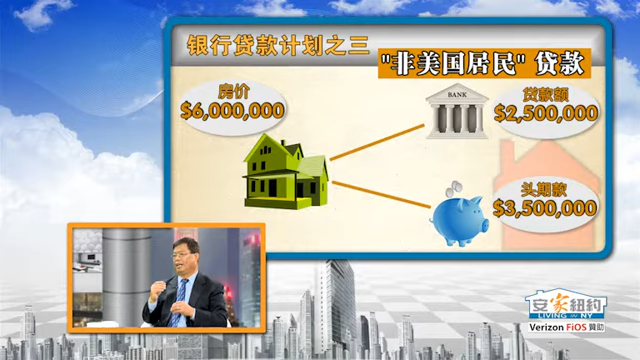 银行贷款计划之三
"非美国居民" 贷款
房价
$6,000,000
BANK
贷款额
$2,500,000
头期款
$3,500,000
安家纽约
LIVING in NY
Verizon FiOS 贊助